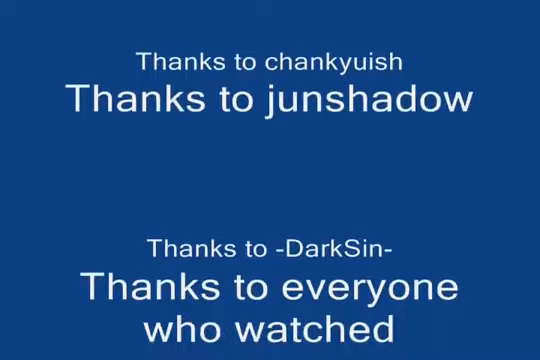 Thanks to chankyuish
Thanks to junshadow
Thanks to -DarkSin-
Thanks to everyone
who watched